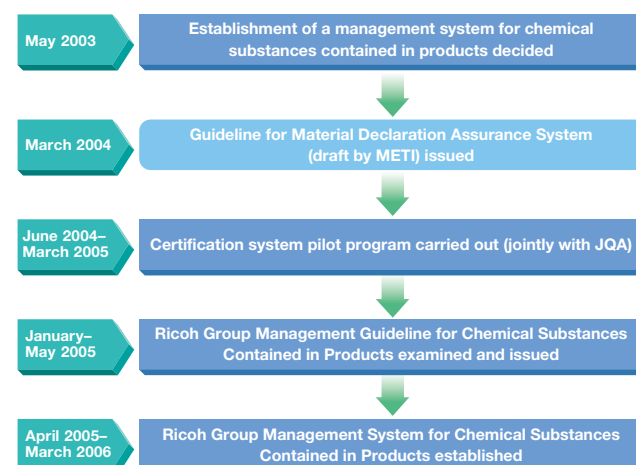 May 2003
Establishment of a management system for chemical
substances contained in products decided
March 2004
Guideline for Material Declaration Assurance System
(draft by METI) issued
June 2004–
March 2005
Certification system pilot program carried out (jointly with JQA)
January–
May 2005
Ricoh Group Management Guideline for Chemical Substances
Contained in Products examined and issued
April 2005–
March 2006
Ricoh Group Management System for Chemical Substances
Contained in Products established